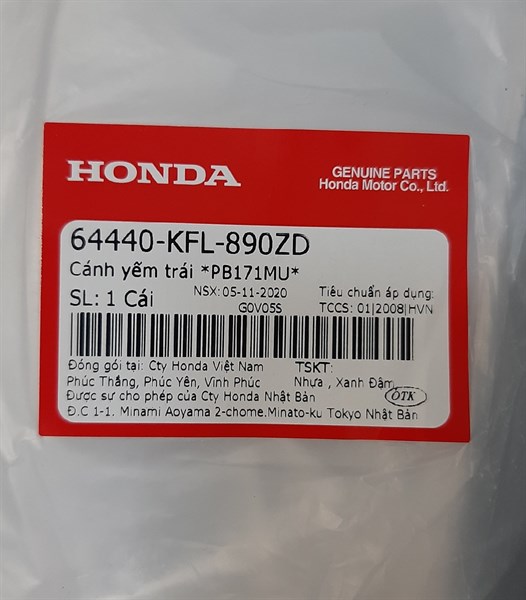 HONDA
GENUINE PARTS
Honda Motor Co., Ltd.
64440-KFL-890ZD
Cánh yếm trái *PB171MU*
SL: 1 Cái
NSX: 05-11-2020
G0V05S
Tiêu chuẩn áp dụng:
TCCS: 01|2008|HVN
Đóng gói tại: Cty Honda Việt Nam
Phúc Thắng, Phúc Yên, Vĩnh Phúc
TSKT:
Nhựa , Xanh Đậm,
Được sự cho phép của Cty Honda Nhật Bản
OTK
Đ.C 1-1. Minami Aoyama 2-chome.Minato-ku Tokyo Nhật Bản